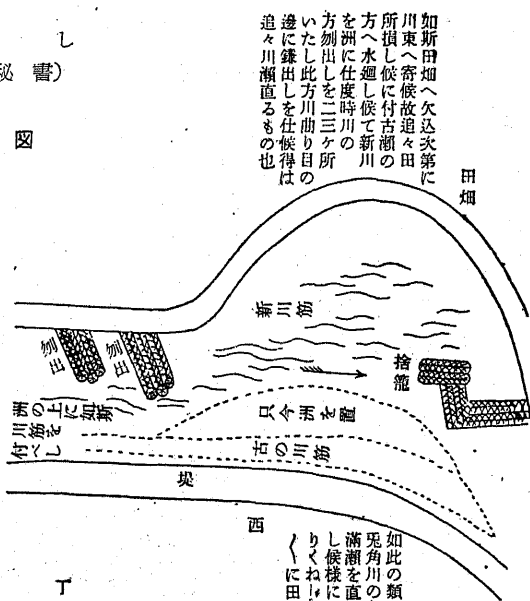 し
秘書)
図
如斯田畑へ欠込次第に
川東へ寄候故追々田
所損し候に付古瀬の
方へ水廻し候て新川
を洲に仕度時川の
方刎出しを二三ケ所
いたし此方川曲り目の
邊に鎌出しを仕候得は
追々川瀬直るもの也
田畑
新川筋
刎出
刎出
捨籠
洲の上に如斯
川筋を
付べし
只今洲を置
古の川筋
堤
西
如此の類
兎角川の
滿瀬を直
し候樣に
りくね
〳〵に田
丁